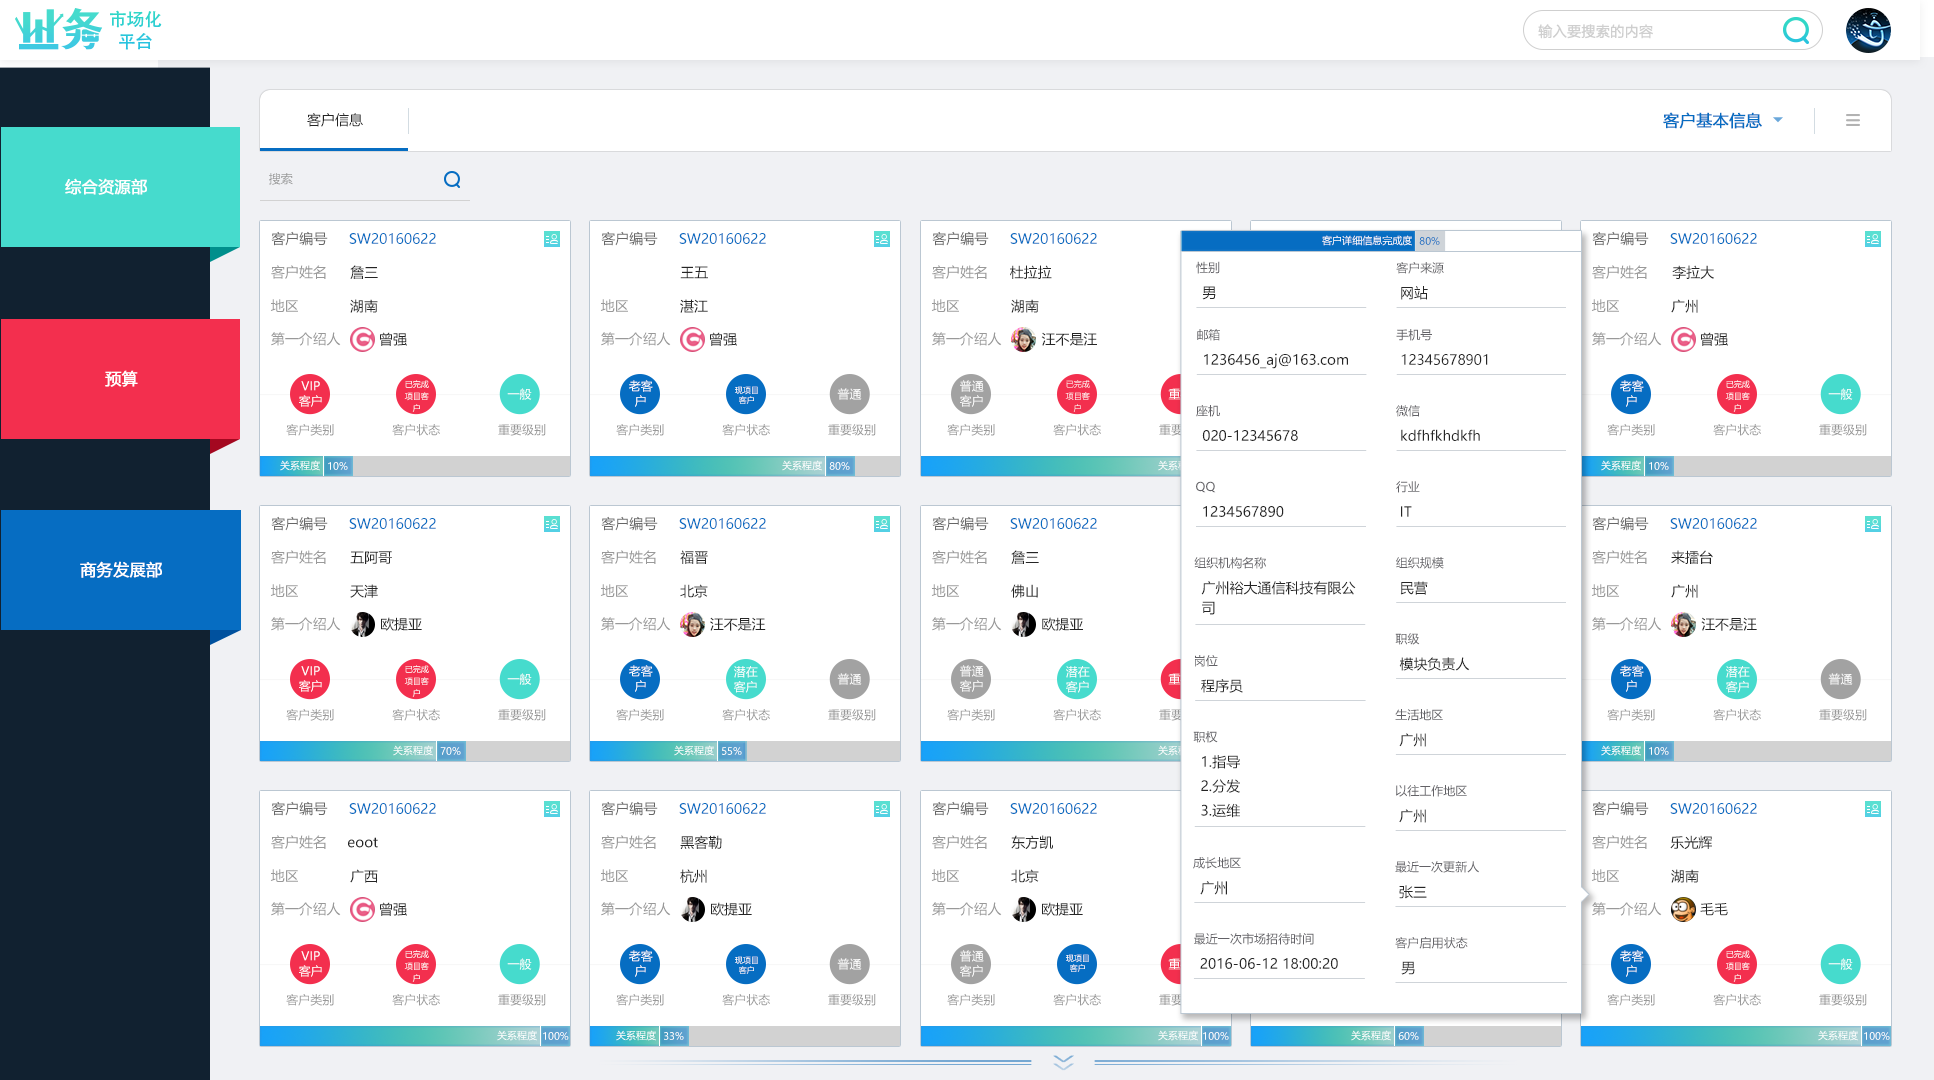 业务 市场化
平台
输入要搜索的内容
综合资源部
预算
商务发展部
客户信息
客户基本信息
搜索
客户编号 SW20160622
客户姓名 詹三
地区 湖南
第一介绍人 曾强
VIP
客户
已完成
项目客
户
一般
客户类别 客户状态 重要级别
关系程度 10%
客户编号 SW20160622
王五
地区 湛江
第一介绍人 曾强
老客
户
现项目
客户
普通
客户类别 客户状态 重要级别
关系程度 80%
客户编号 SW20160622
客户姓名 杜拉拉
地区 湖南
第一介绍人 汪不是汪
普通
客户
已完成
项目客
户
重
客户类别 客户状态 重要
关系
客户编号 SW20160622
客户姓名 李拉大
地区 广州
第一介绍人 曾强
老客
户
已完成
项目客
户
一般
客户类别 客户状态 重要级别
关系程度 10%
客户编号 SW20160622
客户姓名 五阿哥
地区 天津
第一介绍人 欧提亚
VIP
客户
已完成
项目客
户
一般
客户类别 客户状态 重要级别
关系程度 70%
客户编号 SW20160622
客户姓名 福晋
地区 北京
第一介绍人 汪不是汪
老客
户
潜在
客户
普通
客户类别 客户状态 重要级别
关系程度 55%
客户编号 SW20160622
客户姓名 詹三
地区 佛山
第一介绍人 欧提亚
普通
客户
潜在
客户
重
客户类别 客户状态 重要
关系
客户编号 SW20160622
客户姓名 来擂台
地区 广州
第一介绍人 汪不是汪
老客
户
潜在
客户
普通
客户类别 客户状态 重要级别
关系程度 10%
客户编号 SW20160622
客户姓名 eoot
地区 广西
第一介绍人 曾强
VIP
客户
已完成
项目客
户
一般
客户类别 客户状态 重要级别
关系程度 100%
客户编号 SW20160622
客户姓名 黑客勒
地区 杭州
第一介绍人 欧提亚
老客
户
现项目
客户
普通
客户类别 客户状态 重要级别
关系程度 33%
客户编号 SW20160622
客户姓名 东方凯
地区 北京
第一介绍人 欧提亚
普通
客户
现项目
客户
重
客户类别 客户状态 重要
关系程度 100%
关系程度 60%
客户编号 SW20160622
客户姓名 乐光辉
地区 湖南
第一介绍人 毛毛
老客
户
已完成
项目客
户
一般
客户类别 客户状态 重要级别
关系程度 100%
客户详细信息完成度 80%
性别 客户来源
男 网站
邮箱 手机号
1236456_aj@163.com 12345678901
座机 微信
020-12345678 kdfhfkhdkfh
QQ 行业
1234567890 IT
组织机构名称 组织规模
广州裕大通信科技有限公
司
民营
职级
模块负责人
岗位
程序员
生活地区
广州
职权
1.指导
2.分发
3.运维
以往工作地区
广州
成长地区 最近一次更新人
广州 张三
最近一次市场招待时间 客户启用状态
2016-06-12 18:00:20 男